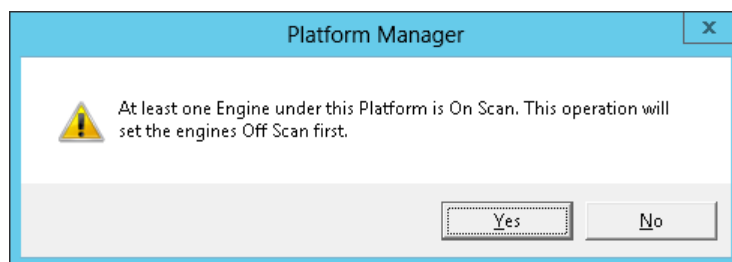 Platform Manager
x
At least one Engine under this Platform is On Scan. This operation will
set the engines Off Scan first.
Yes
No